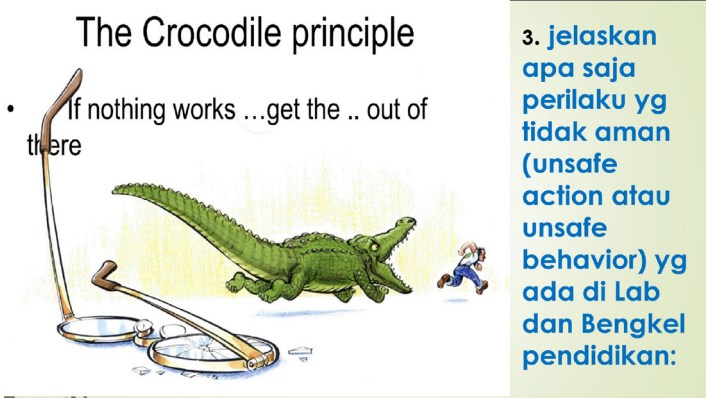 The Crocodile principle
• If nothing works ...get the .. out of
there
3. jelaskan
apa saja
perilaku yg
tidak aman
(unsafe
action atau
unsafe
behavior) yg
ada di Lab
dan Bengkel
pendidikan: